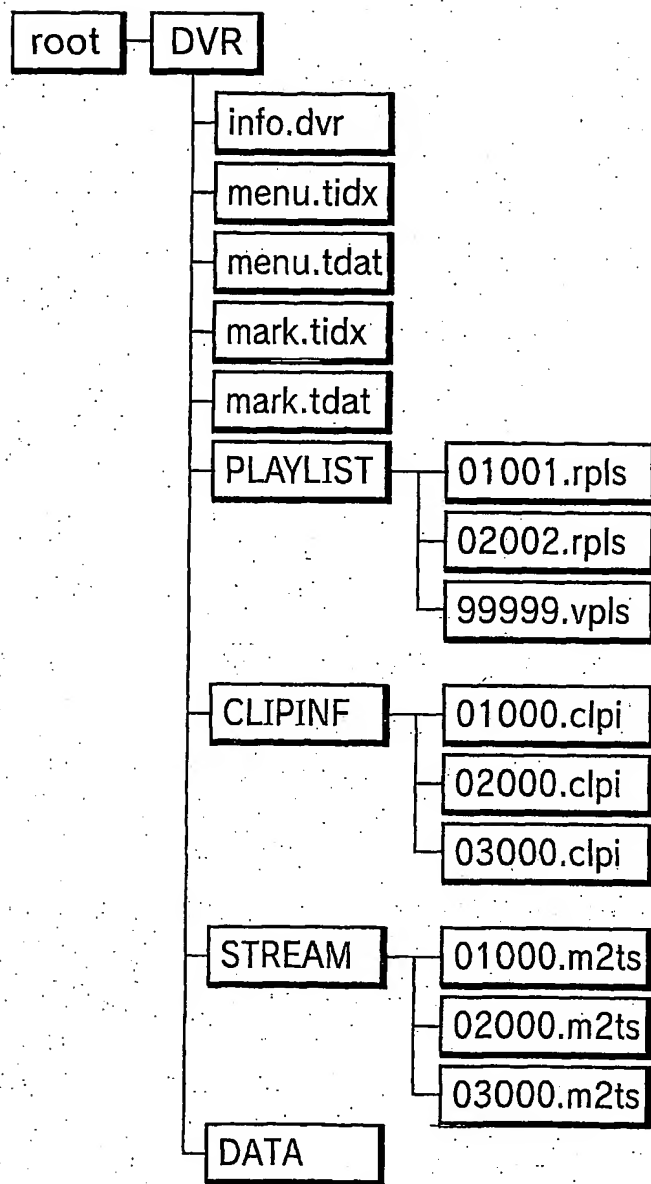 root DVR
info.dvr
menu.tidx
menu.tdat
mark.tidx
mark.tdat
PLAYLIST 01001.rpls
02002.rpls
99999.vpls
CLIPINF 01000.clpi
02000.clpi
03000.clpi
STREAM 01000.m2ts
02000.m2ts
03000.m2ts
DATA